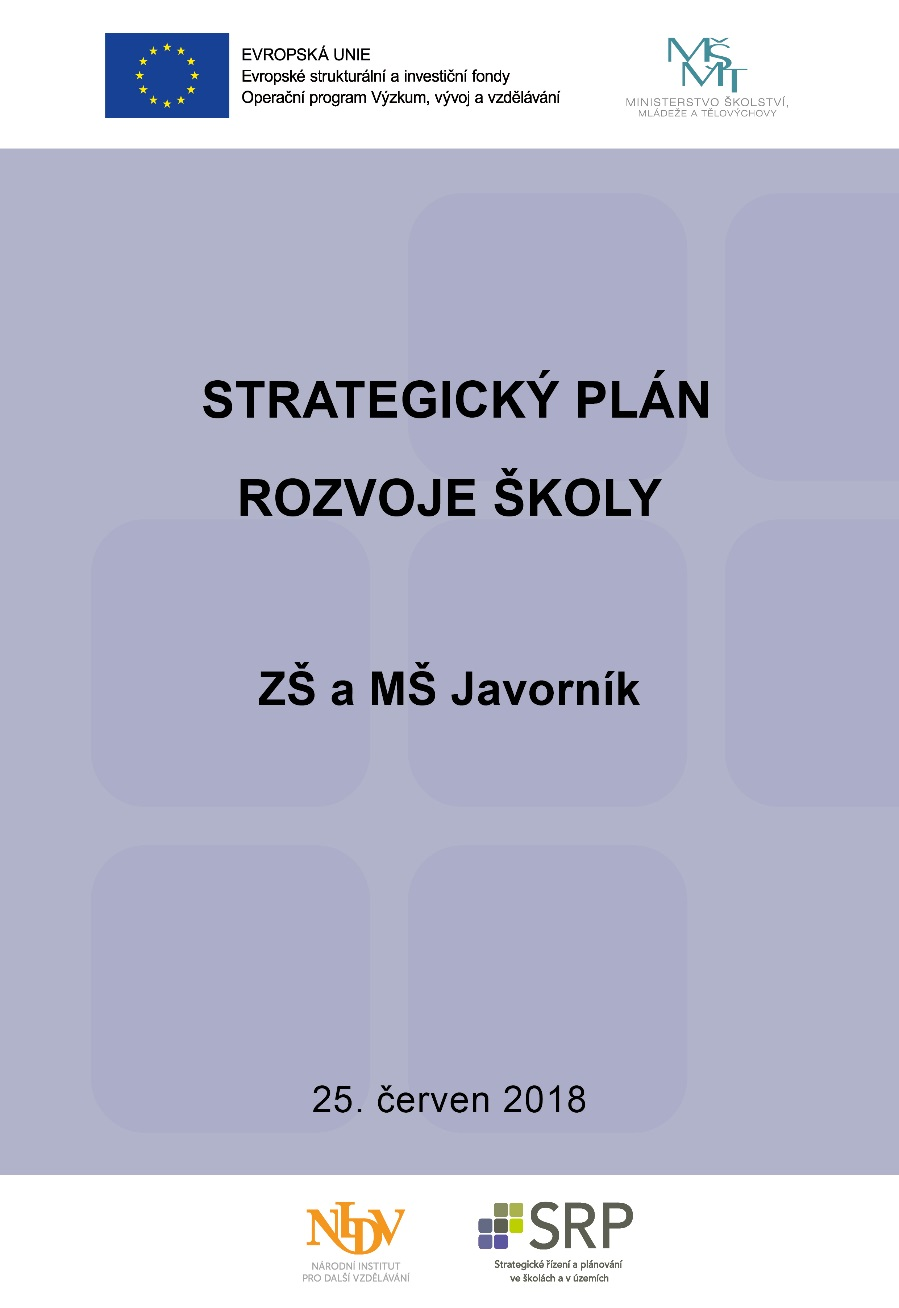 EVROPSKÁ UNIE
Evropské strukturální a investiční fondy
Operační program Výzkum, vývoj a vzdělávání
MŠMT
MINISTERSTVO ŠKOLSTVÍ,
MLÁDEŽE A TĚLOVÝCHOVY
STRATEGICKÝ PLÁN
ROZVOJE ŠKOLY
ZŠ a MŠ Javorník
25. červen 2018
NIDV
NÁRODNÍ INSTITUT
PRO DALŠÍ VZDĚLÁVÁNÍ
SRP
Strategické řízení a plánování
ve školách a v územích